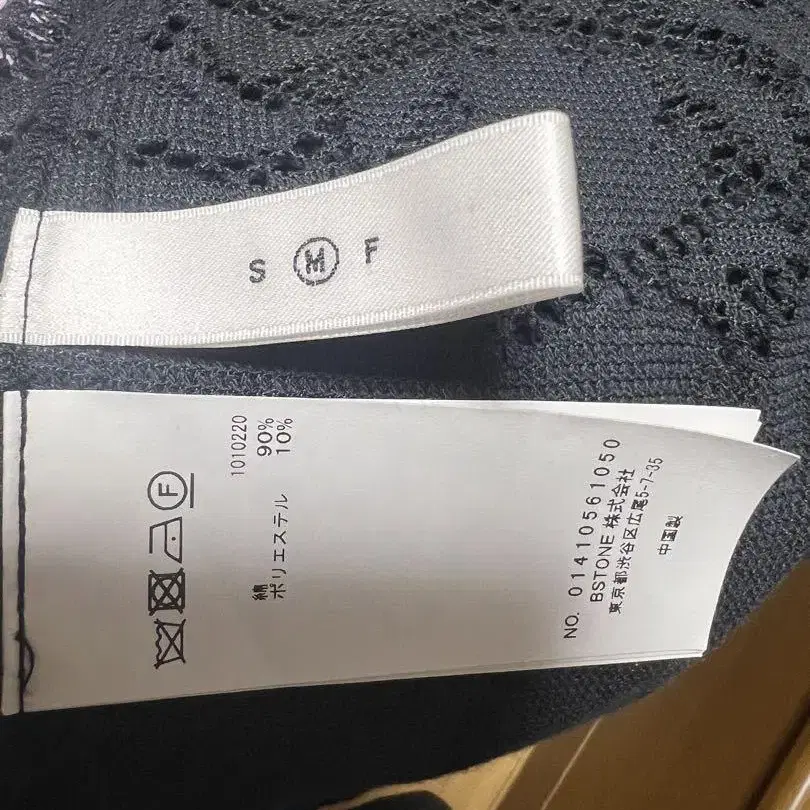 S M F
1010220
綿 90%
ポリエステル 10%
NO. 01410561050
BSTONE 株式会社
東京都渋谷区広尾5-7-35
中国製
F